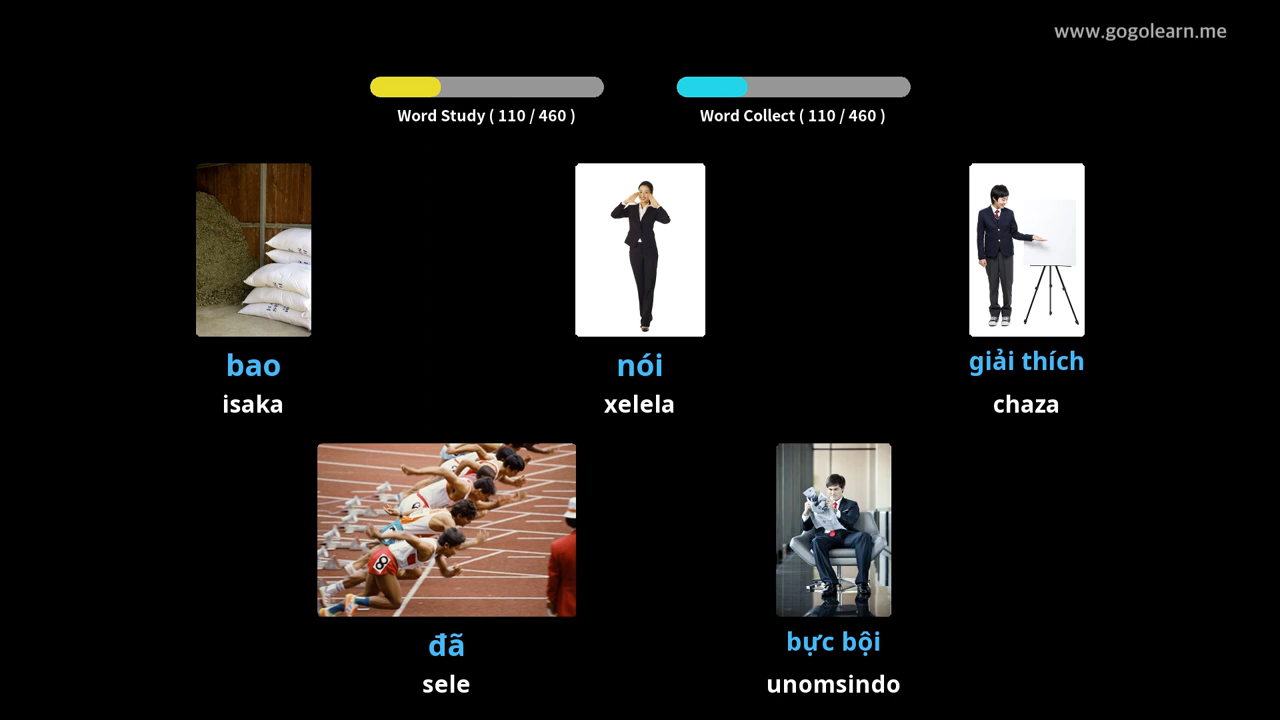 www.gogolearn.me
Word Study ( 110 / 460 )
Word Collect ( 110 / 460 )
bao
isaka
nói
xelela
giải thích
chaza
đã
sele
bực bội
unomsindo